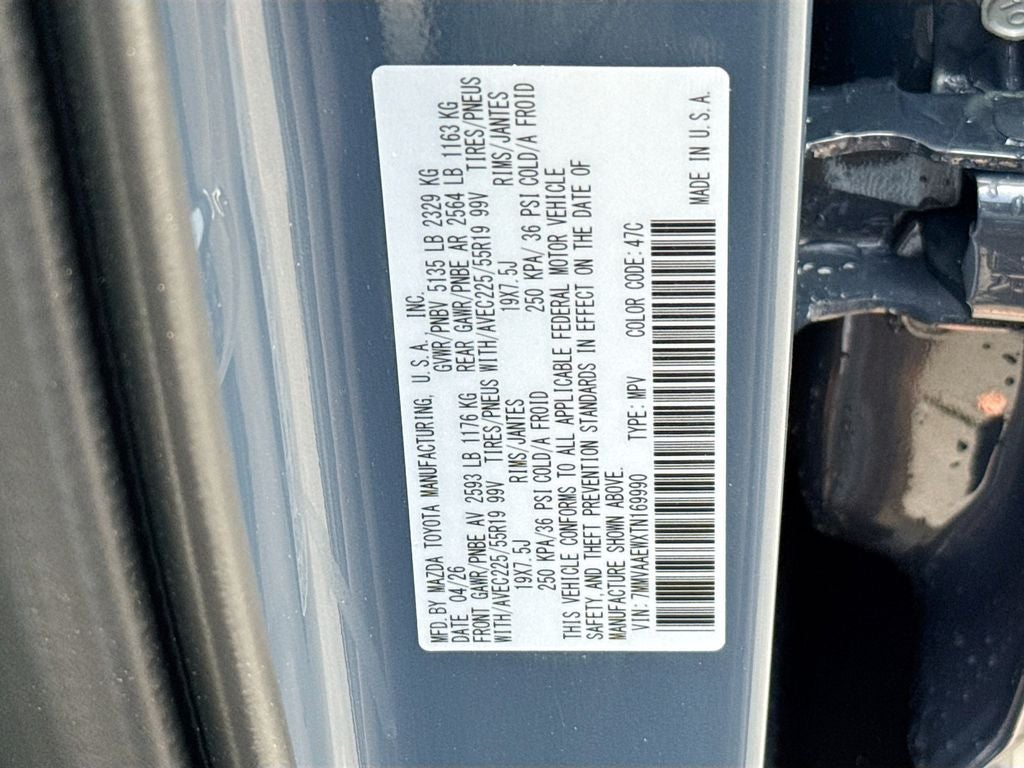 MFD. BY MAZDA TOYOTA MANUFACTURING, U.S.A., INC.
DATE 04/26 GVWR/PNBV 5135 LB 2329 KG
FRONT GAWR/PNBE AV 2593 LB 1176 KG REAR GAWR/PNBE AR 2564 LB 1163 KG
WITH/AVEC225/55R19 99V TIRES/PNEUS WITH/AVEC225/55R19 99V TIRES/PNEUS
19X7.5J RIMS/JANTES 19X7.5J RIMS/JANTES
250 KPA/36 PSI COLD/A FROID 250 KPA/36 PSI COLD/A FROID
THIS VEHICLE CONFORMS TO ALL APPLICABLE FEDERAL MOTOR VEHICLE
SAFETY, AND THEFT PREVENTION STANDARDS IN EFFECT ON THE DATE OF
MANUFACTURE SHOWN ABOVE.
VIN: 7MMVAAEWXTN169990 TYPE: MPV COLOR CODE: 47C
MADE IN U.S.A.